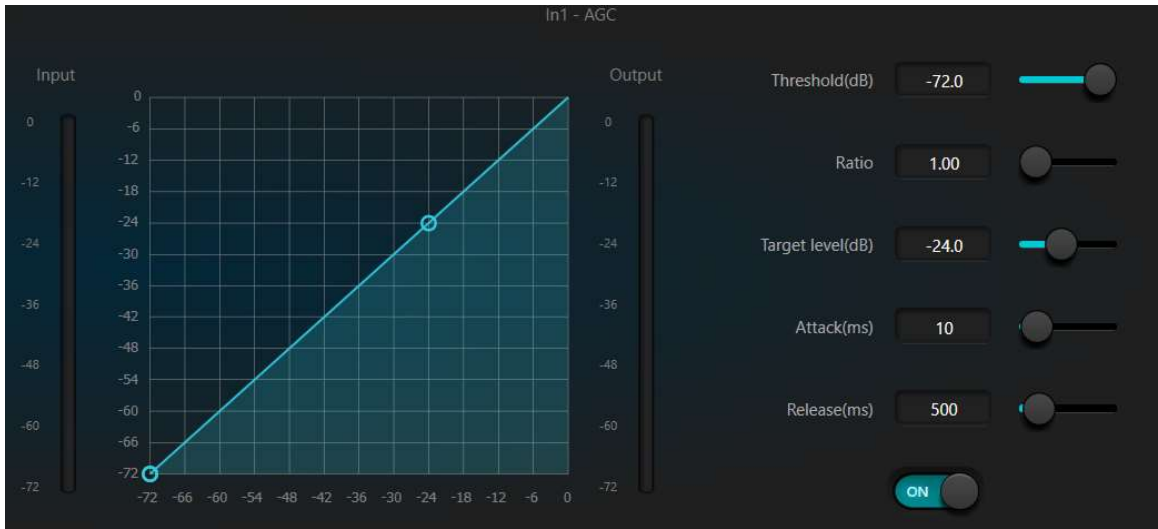 In1 - AGC
Input
0
-12
-24
-36
-48
-60
-72
0
-6
-12
-18
-24
-30
-36
-42
-48
-54
-60
-66
-72
-72 -66 -60 -54 -48 -42 -36 -30 -24 -18 -12 -6 0
Output
0
-12
-24
-36
-48
-60
-72
Threshold(dB) -72.0
Ratio 1.00
Target level(dB) -24.0
Attack(ms) 10
Release(ms) 500
ON